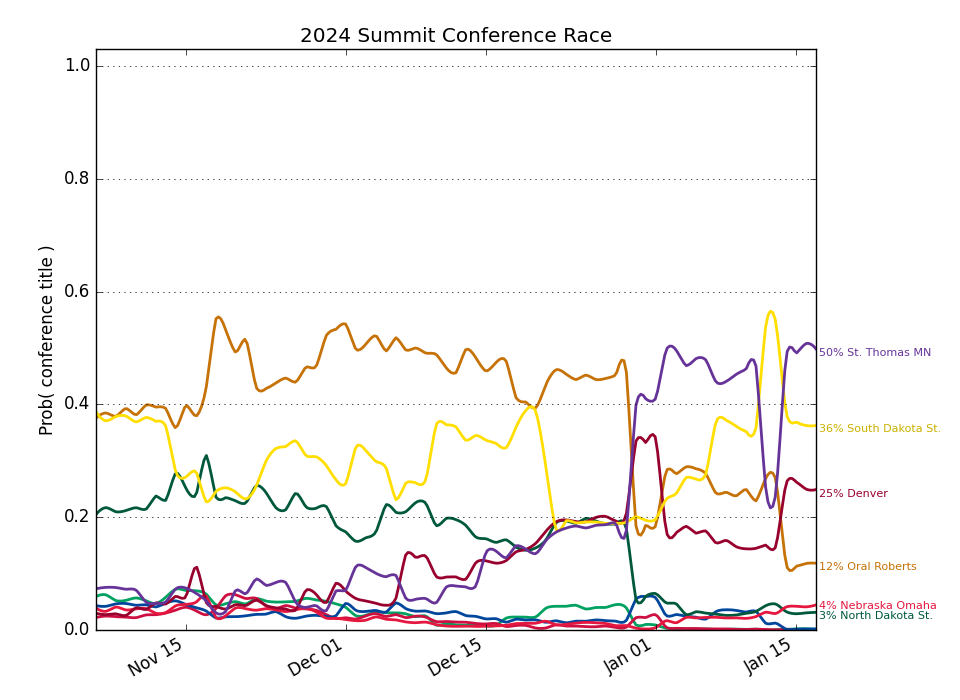 2024 Summit Conference Race
Prob( conference title )
1.0
0.8
0.6
0.4
0.2
0.0
50% St. Thomas MN
36% South Dakota St.
25% Denver
12% Oral Roberts
4% Nebraska Omaha
3% North Dakota St.
Nov 15
Dec 01
Dec 15
Jan 01
Jan 15